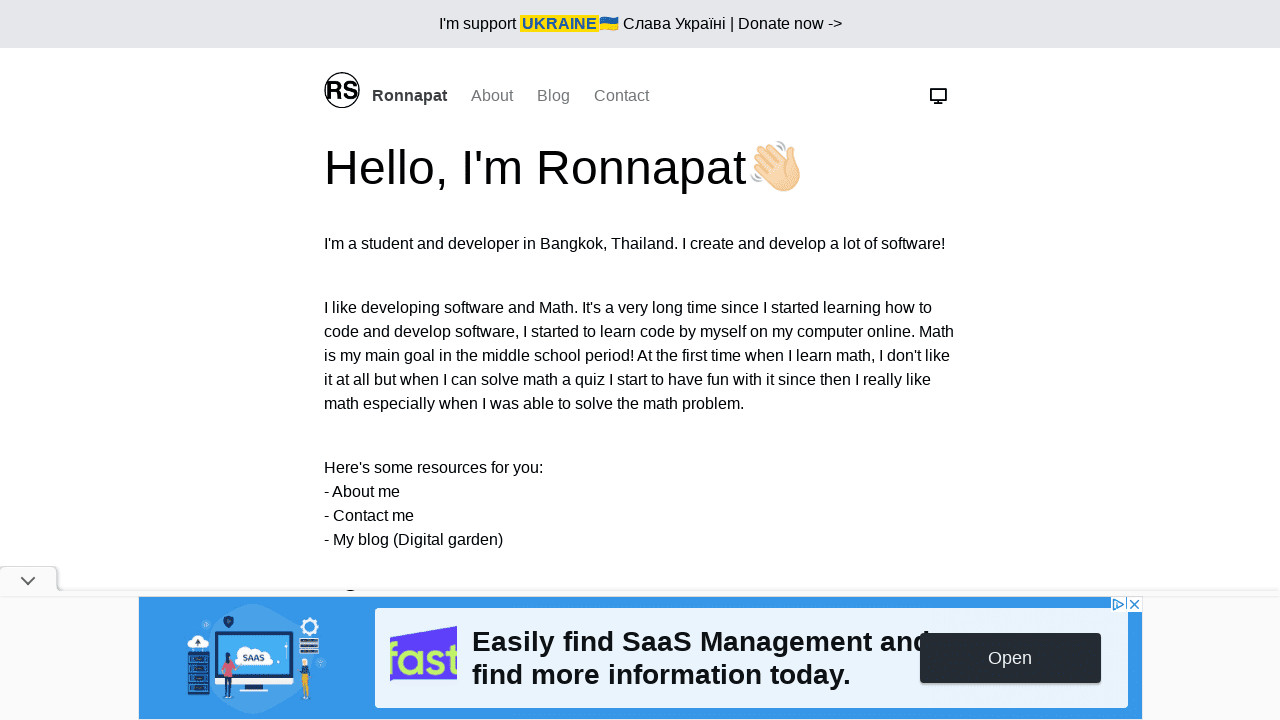 I'm support UKRAINE🇺🇦 Слава Україні | Donate now ->
RS Ronnapat About Blog Contact
Hello, I'm Ronnapat👋🏻
I'm a student and developer in Bangkok, Thailand. I create and develop a lot of software!
I like developing software and Math. It's a very long time since I started learning how to
code and develop software, I started to learn code by myself on my computer online. Math
is my main goal in the middle school period! At the first time when I learn math, I don't like
it at all but when I can solve math a quiz I start to have fun with it since then I really like
math especially when I was able to solve the math problem.
Here's some resources for you:
- About me
- Contact me
- My blog (Digital garden)
SAAS
fast
Easily find SaaS Management and
find more information today.
Open